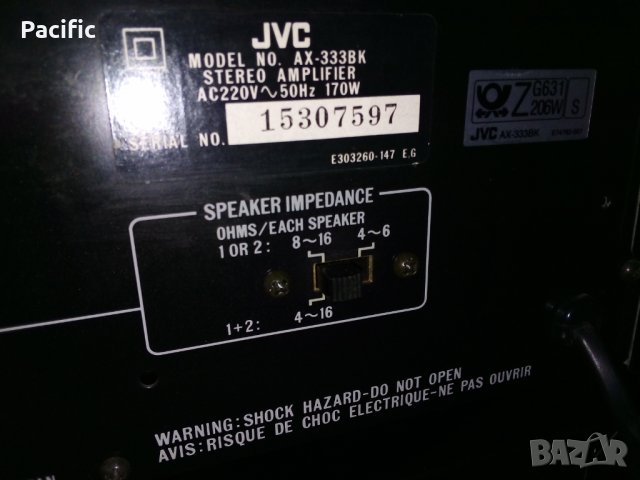 Pacific
JVC
MODEL NO. AX-333BK
STEREO AMPLIFIER
AC220V～50Hz 170W
SERIAL NO. 15307597
E303260-147 E.G
Z G631
206W S
JVC AX-333BK
SPEAKER IMPEDANCE
OHMS/EACH SPEAKER
1 OR 2: 8～16 4～6
1+2: 4～16
WARNING:SHOCK HAZARD-DO NOT OPEN
AVIS:RISQUE DE CHOC ELECTRIQUE-NE PAS OUVRIR
BAZAR